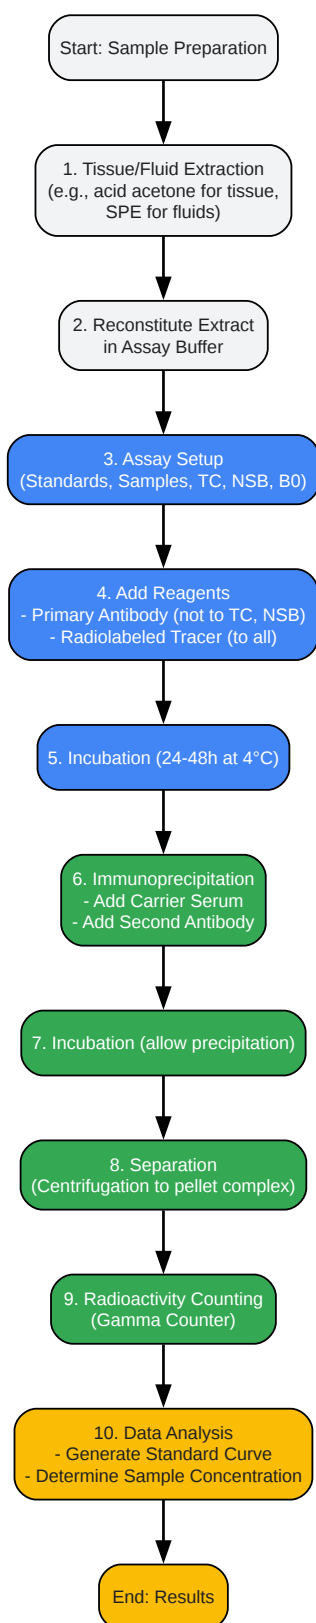 Start: Sample Preparation
1. Tissue/Fluid Extraction
(e.g., acid acetone for tissue,
SPE for fluids)
2. Reconstitute Extract
in Assay Buffer
3. Assay Setup
(Standards, Samples, TC, NSB, B0)
4. Add Reagents
- Primary Antibody (not to TC, NSB)
- Radiolabeled Tracer (to all)
5. Incubation (24-48h at 4°C)
6. Immunoprecipitation
- Add Carrier Serum
- Add Second Antibody
7. Incubation (allow precipitation)
8. Separation
(Centrifugation to pellet complex)
9. Radioactivity Counting
(Gamma Counter)
10. Data Analysis
- Generate Standard Curve
- Determine Sample Concentration
End: Results